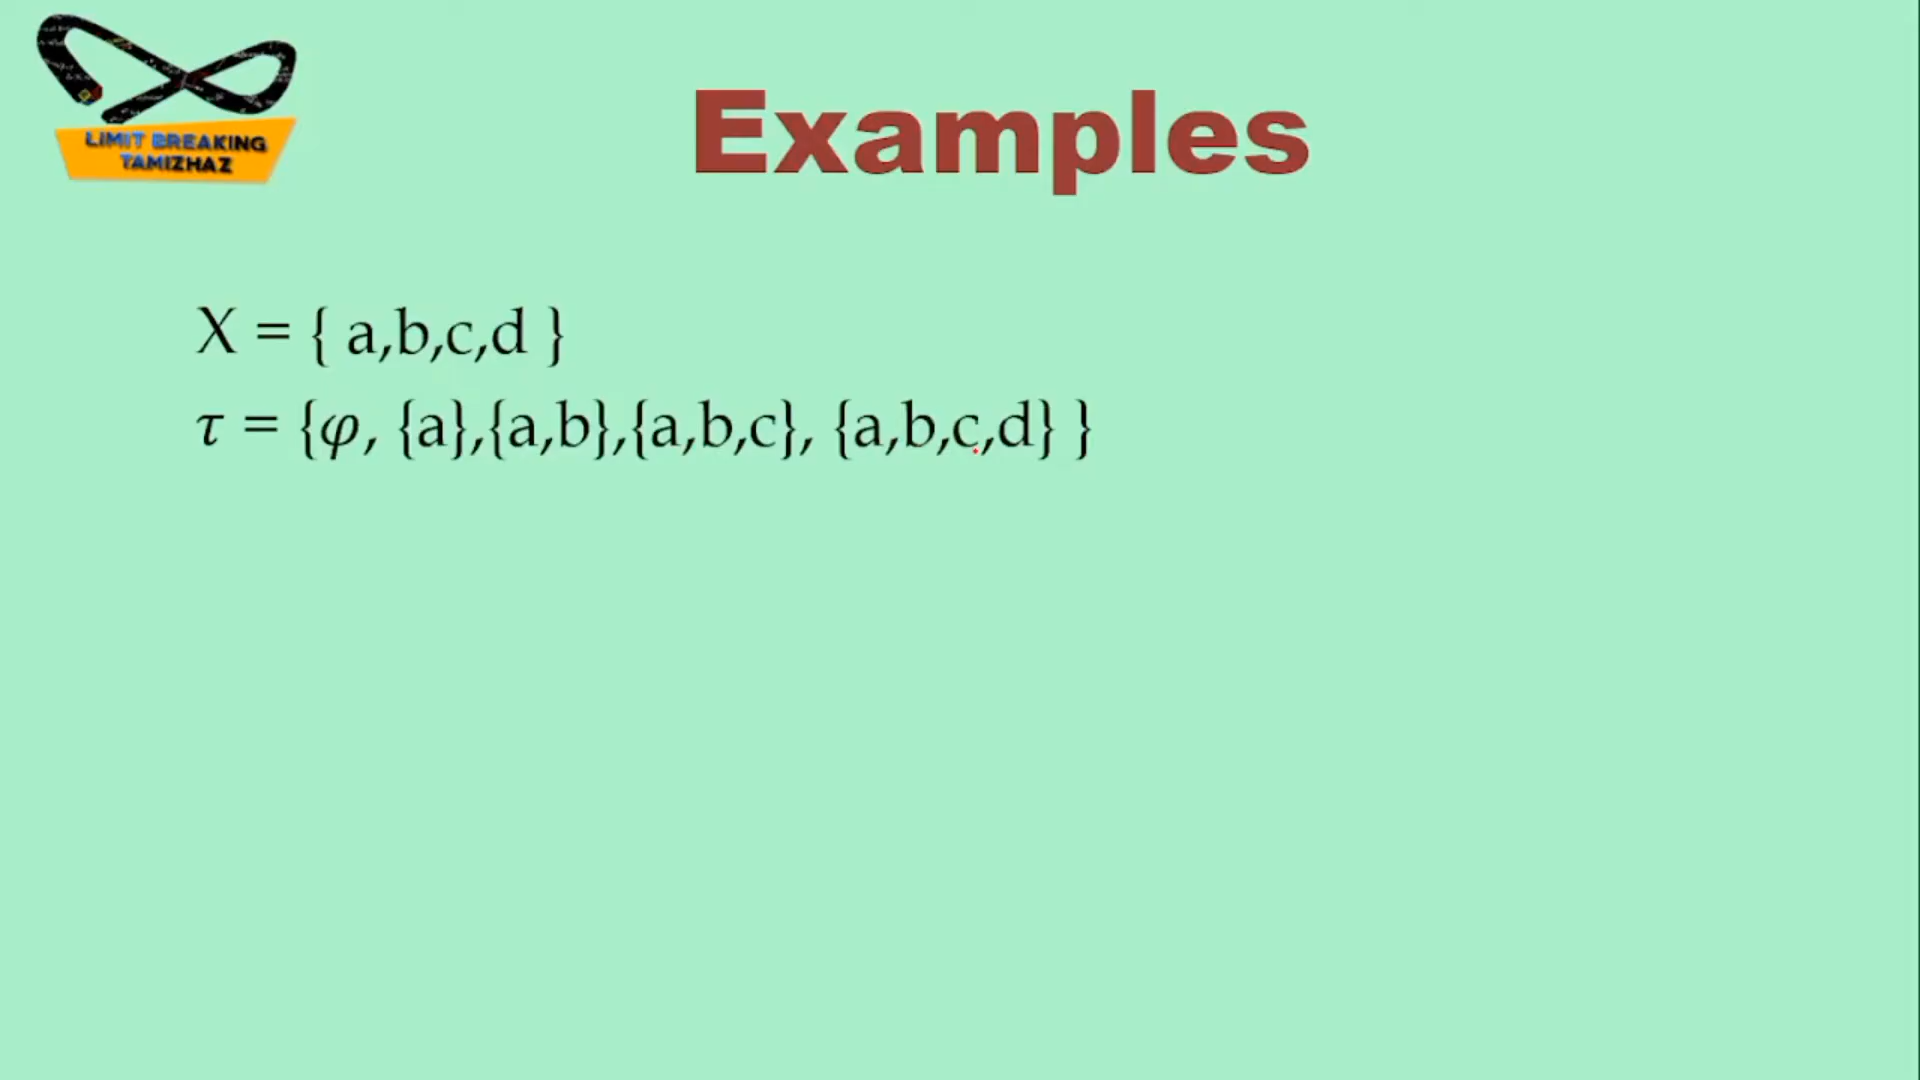 LIMIT BREAKING
TAMIZHAZ
Examples
X = { a,b,c,d }
τ = {φ, {a},{a,b},{a,b,c}, {a,b,c,d} }